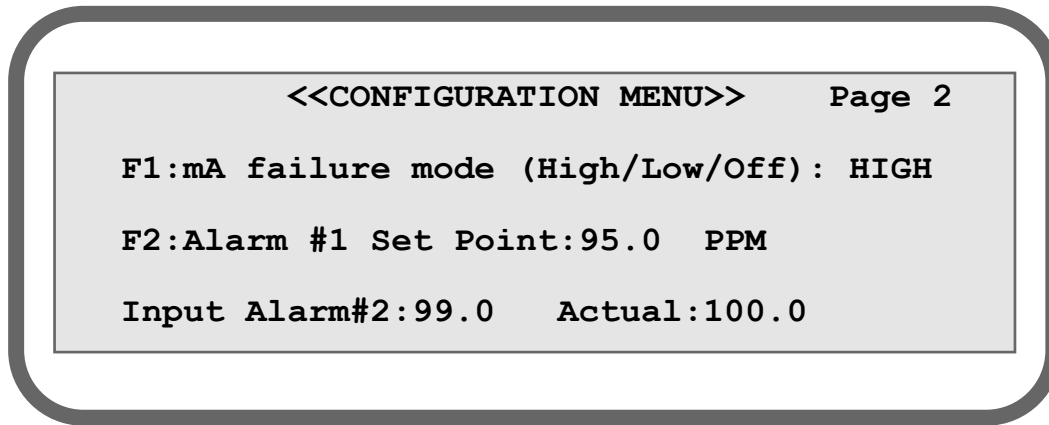 <<CONFIGURATION MENU>> Page 2
F1:mA failure mode (High/Low/Off): HIGH
F2:Alarm #1 Set Point:95.0 PPM
Input Alarm#2:99.0 Actual:100.0